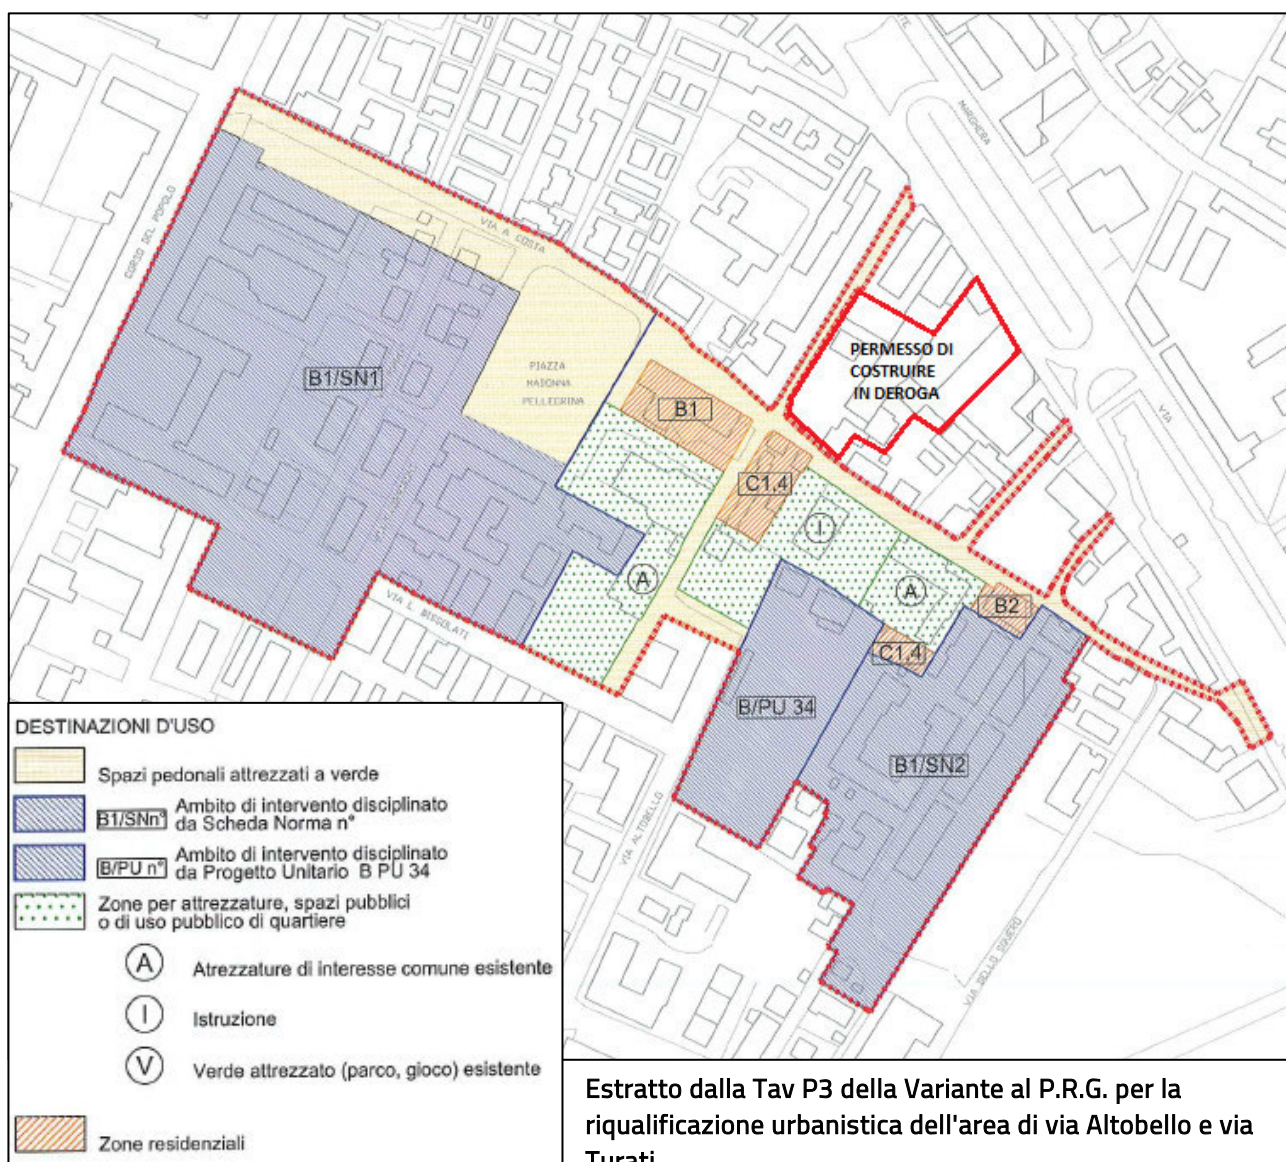 VIALE
MARGHERA
CORSO DEL POPOLO
VIA A COSTA
PERMESSO DI
COSTRUIRE
IN DEROGA
B1/SN1
PIAZZA
MADONNA
PELLEGRINA
B1
VIA
C1,4
I
A
A
B2
VIA L BISSOLATI
C1,4
B/PU 34
B1/SN2
VIA ALTOBELLO
VIA BELLO SGUERO
DESTINAZIONI D'USO
Spazi pedonali attrezzati a verde
B1/SNn° Ambito di intervento disciplinato
da Scheda Norma n°
B/PU n° Ambito di intervento disciplinato
da Progetto Unitario B PU 34
Zone per attrezzature, spazi pubblici
o di uso pubblico di quartiere
A Atrezzature di interesse comune esistente
I Istruzione
V Verde attrezzato (parco, gioco) esistente
Zone residenziali
Estratto dalla Tav P3 della Variante al P.R.G. per la
riqualificazione urbanistica dell'area di via Altobello e via
Turati